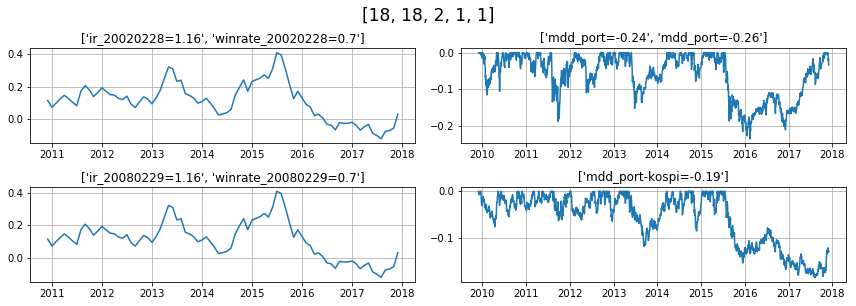 [18, 18, 2, 1, 1]
['ir_20020228=1.16', 'winrate_20020228=0.7']
0.4
0.2
0.0
2011 2012 2013 2014 2015 2016 2017 2018
['mdd_port=-0.24', 'mdd_port=-0.26']
0.0
−0.1
−0.2
2010 2011 2012 2013 2014 2015 2016 2017 2018
['ir_20080229=1.16', 'winrate_20080229=0.7']
0.4
0.2
0.0
2011 2012 2013 2014 2015 2016 2017 2018
['mdd_port-kospi=-0.19']
0.0
−0.1
2010 2011 2012 2013 2014 2015 2016 2017 2018